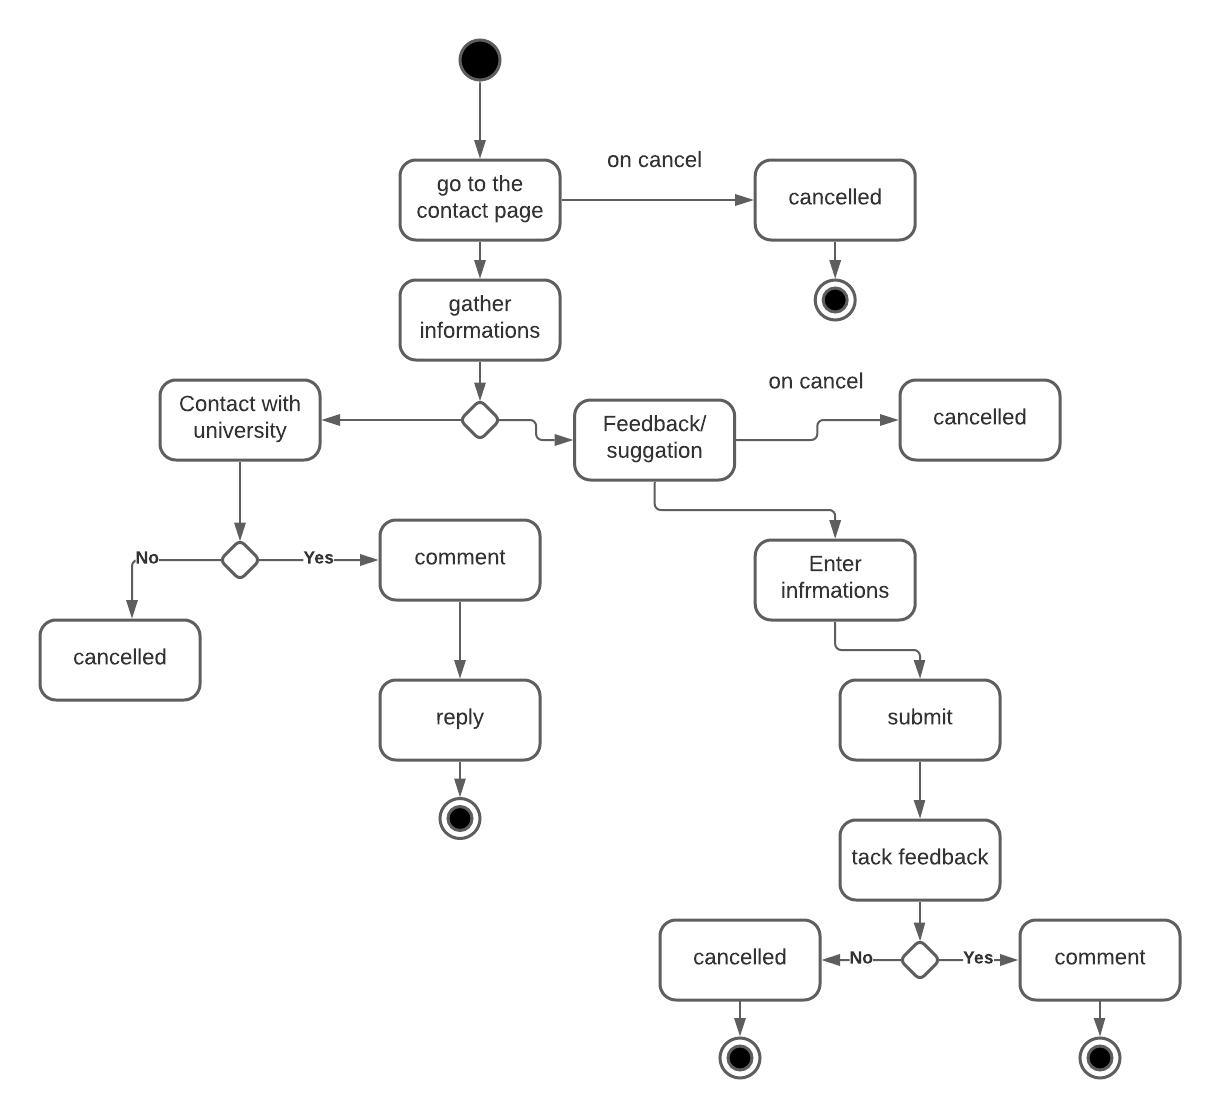 on cancel
go to the
contact page
cancelled
gather
informations
on cancel
Contact with
university
Feedback/
suggation
cancelled
No
Yes
comment
Enter
infrmations
cancelled
reply
submit
tack feedback
cancelled
No
Yes
comment